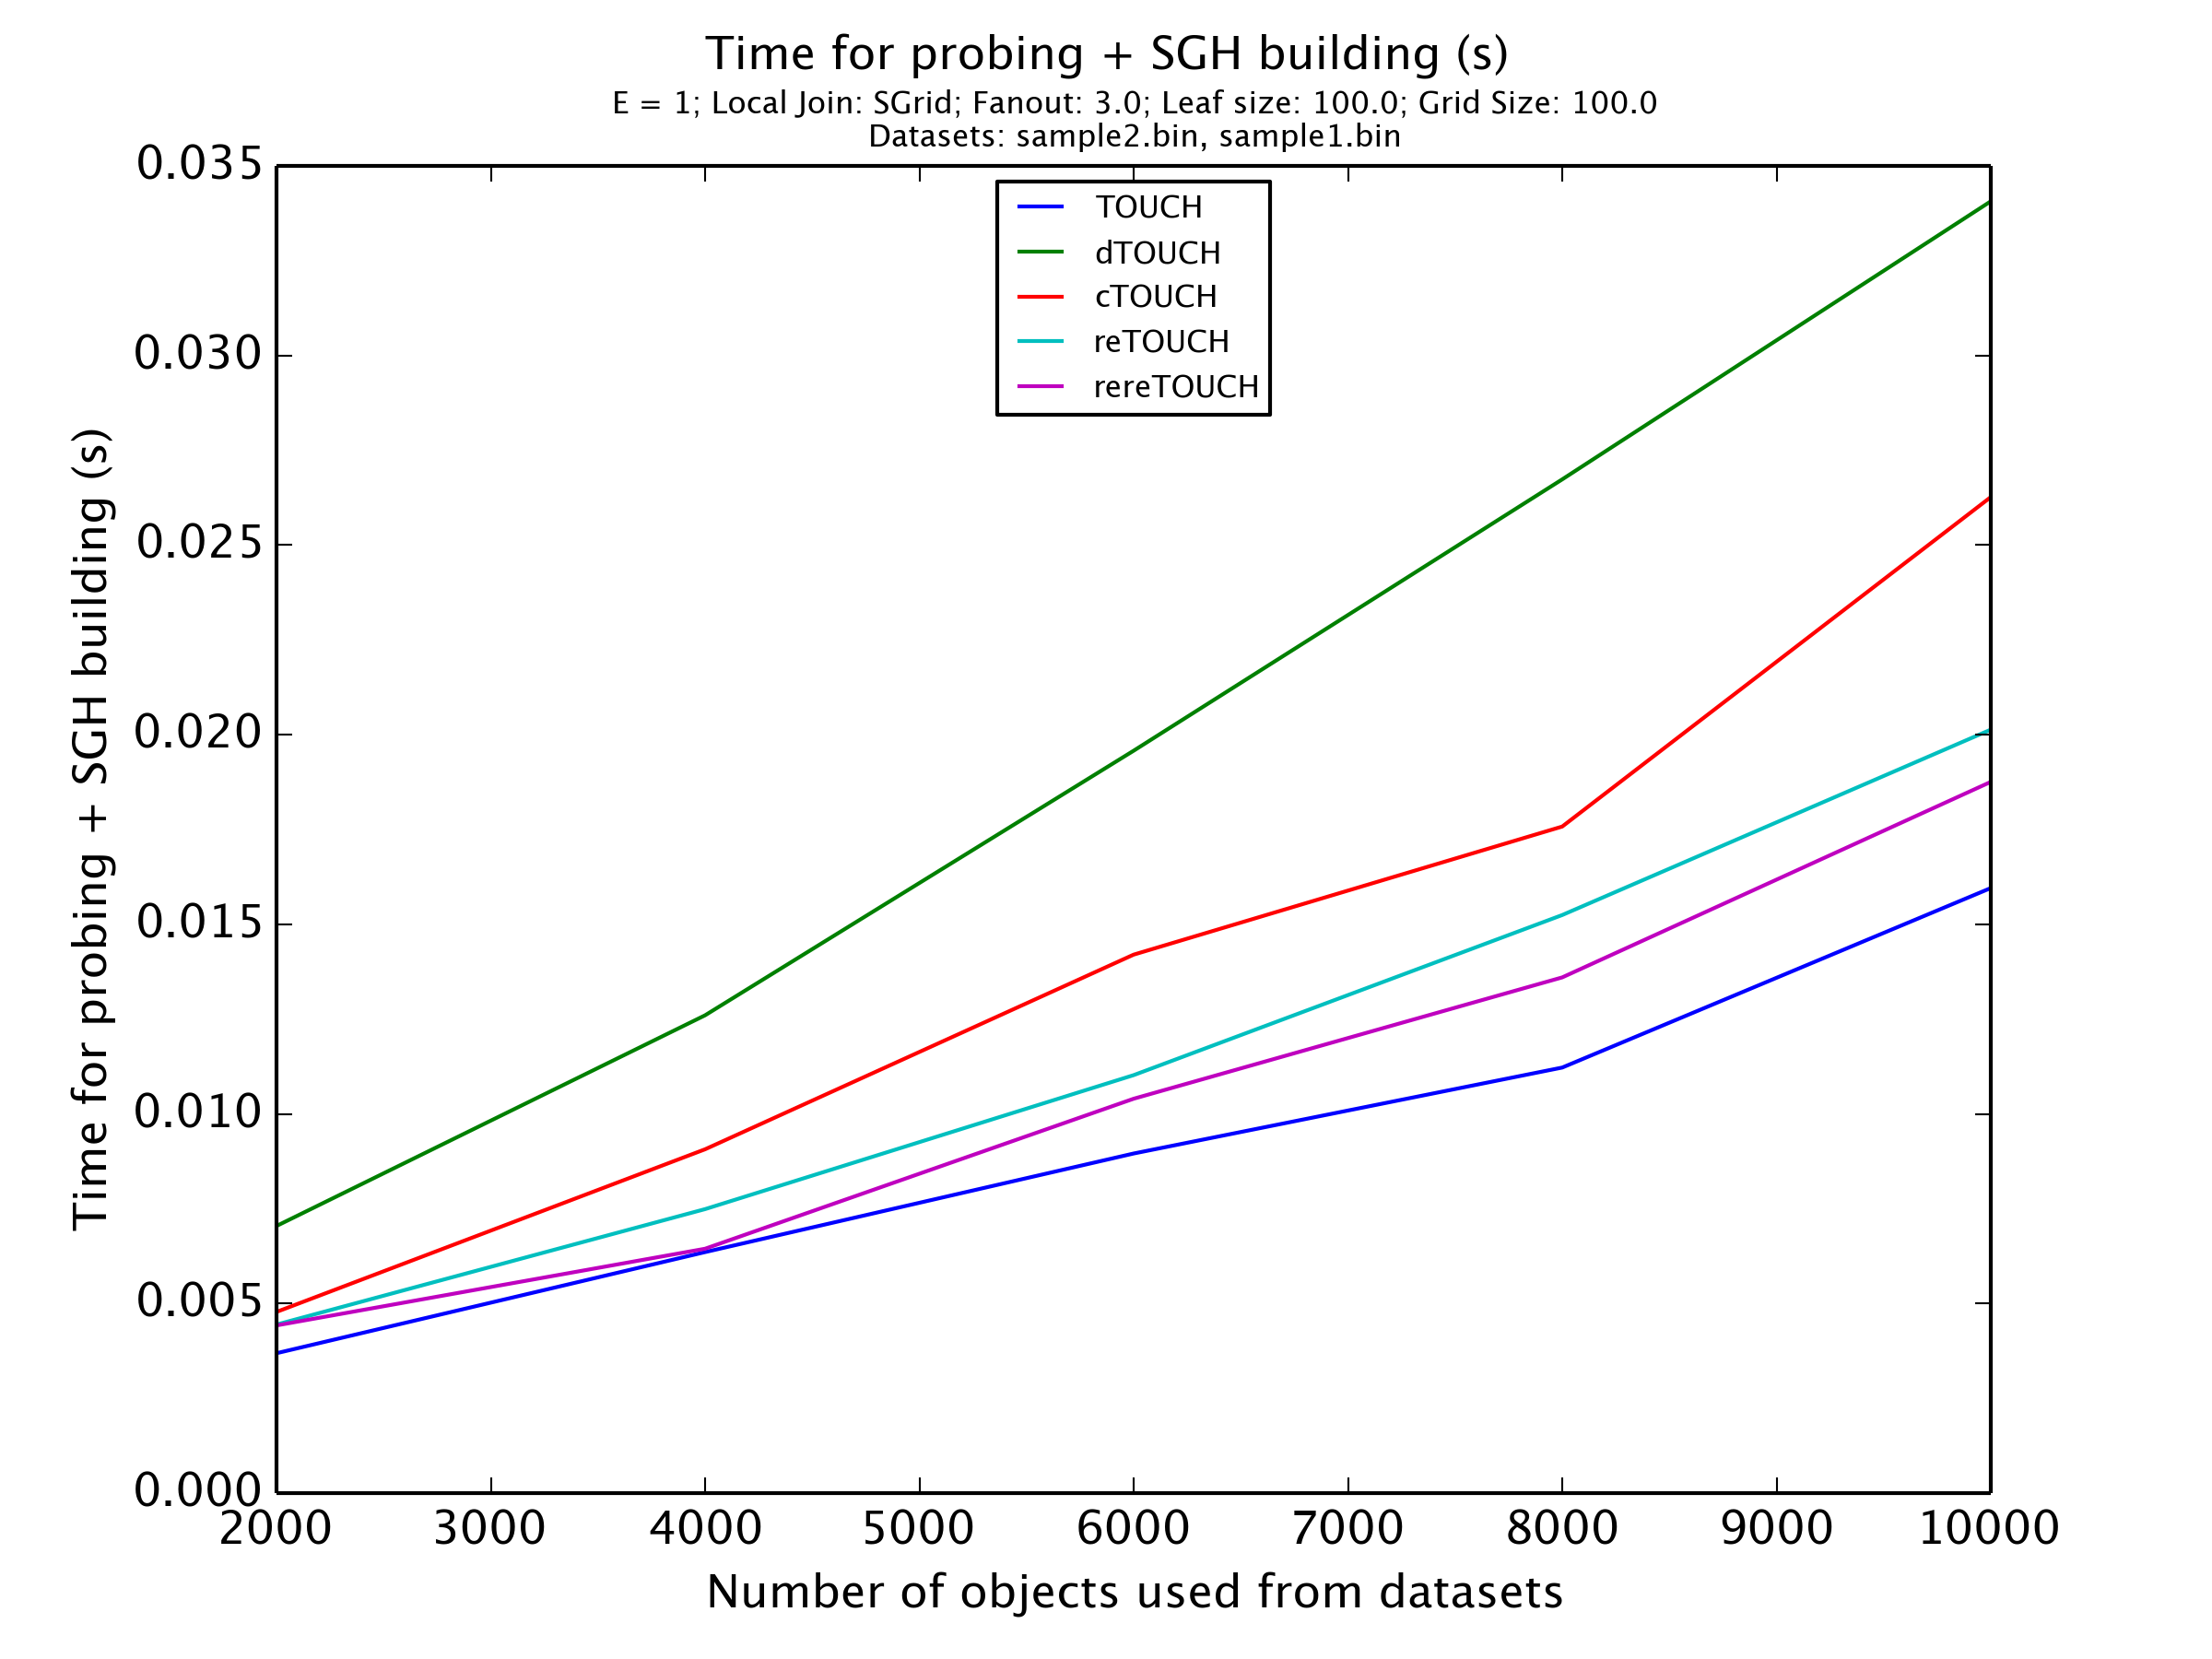 Time for probing + SGH building (s)
E = 1; Local Join: SGrid; Fanout: 3.0; Leaf size: 100.0; Grid Size: 100.0
Datasets: sample2.bin, sample1.bin
TOUCH
dTOUCH
cTOUCH
reTOUCH
rereTOUCH
Time for probing + SGH building (s)
0.035
0.030
0.025
0.020
0.015
0.010
0.005
0.000
2000 3000 4000 5000 6000 7000 8000 9000 10000
Number of objects used from datasets